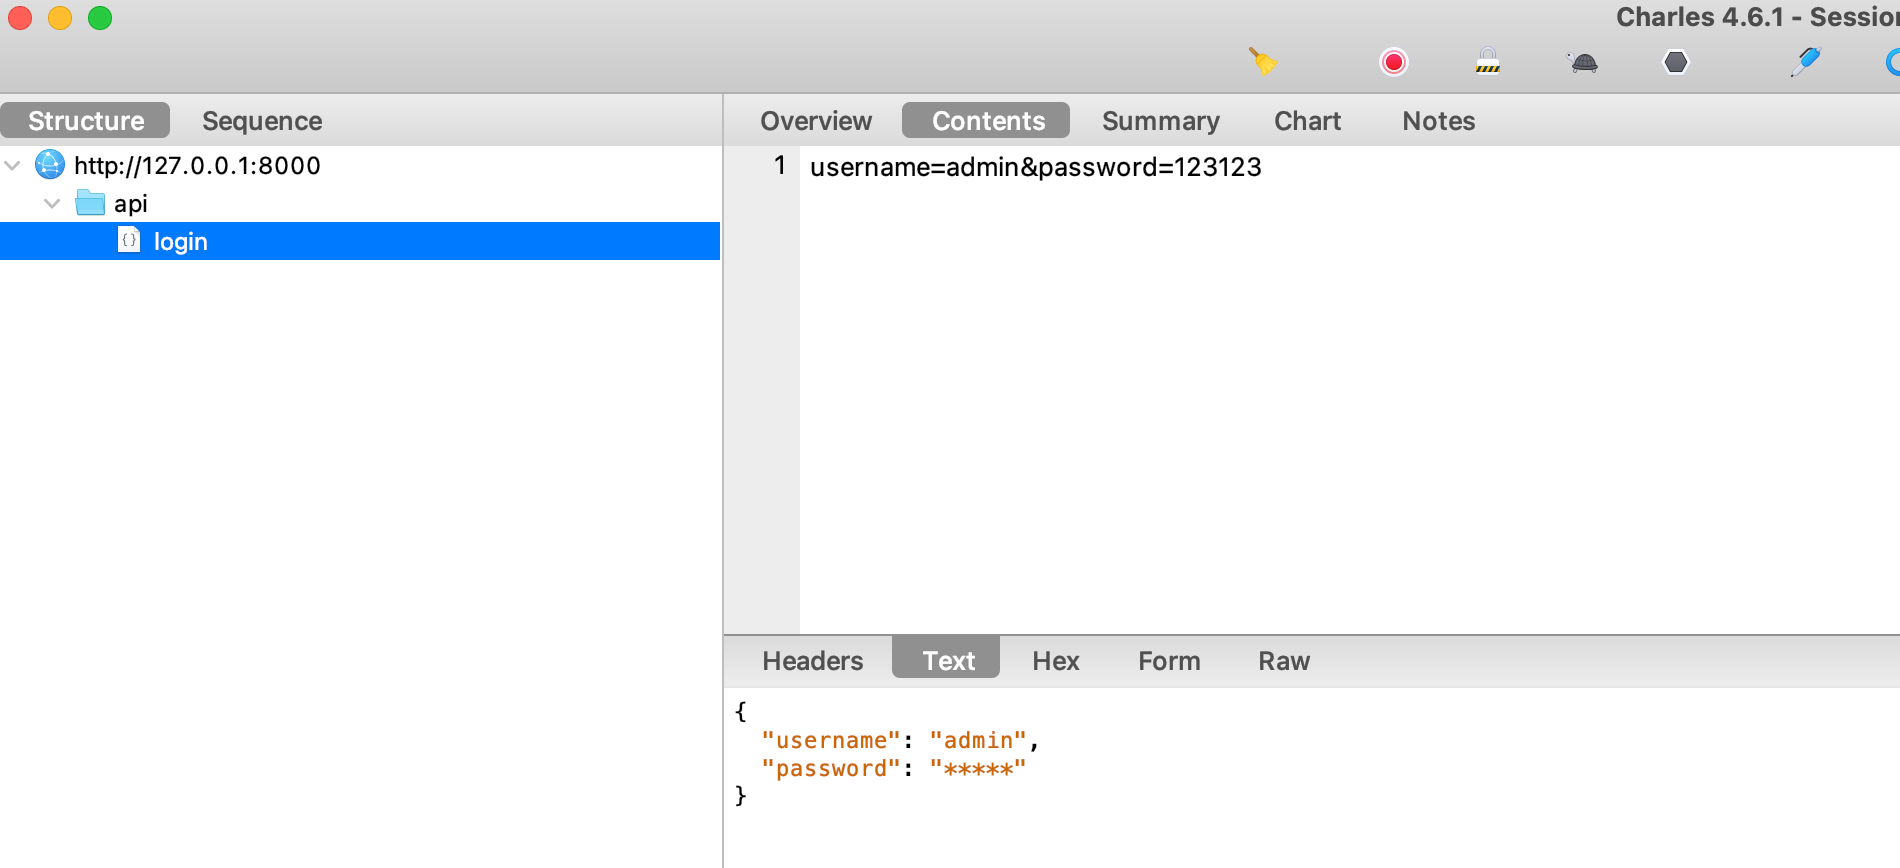 Charles 4.6.1 - Session
Structure Sequence
Overview Contents Summary Chart Notes
http://127.0.0.1:8000
api
login
1 username=admin&password=123123
Headers Text Hex Form Raw
{
"username": "admin",
"password": "*****"
}